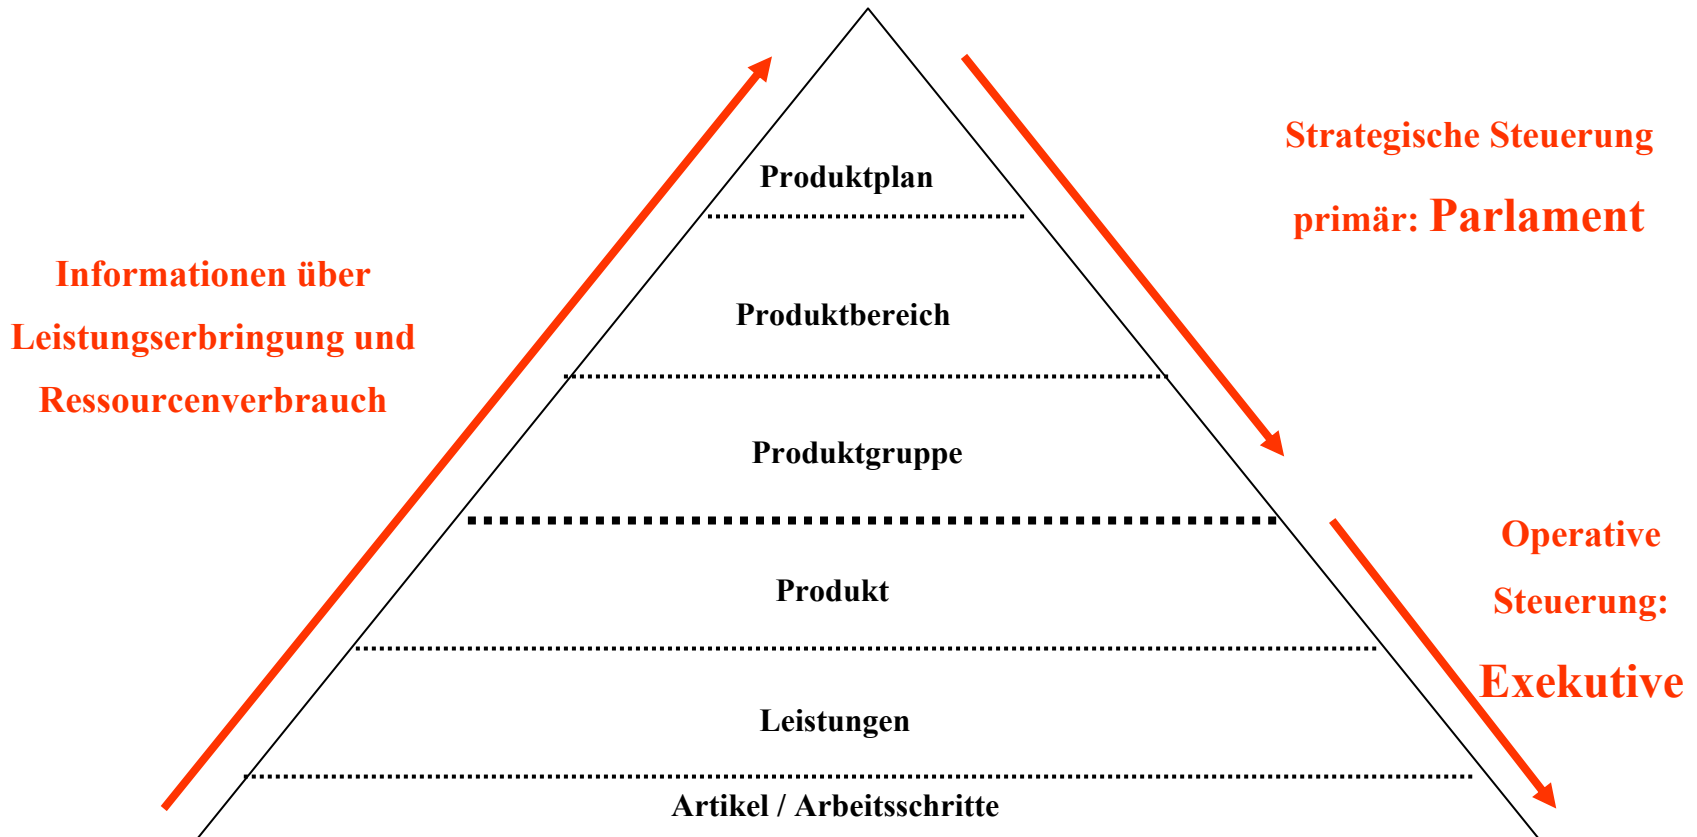 Strategische Steuerung
primär: Parlament
Informationen über
Leistungserbringung und
Ressourcenverbrauch
Produktplan
Produktbereich
Produktgruppe
Produkt
Leistungen
Artikel / Arbeitsschritte
Operative
Steuerung:
Exekutive